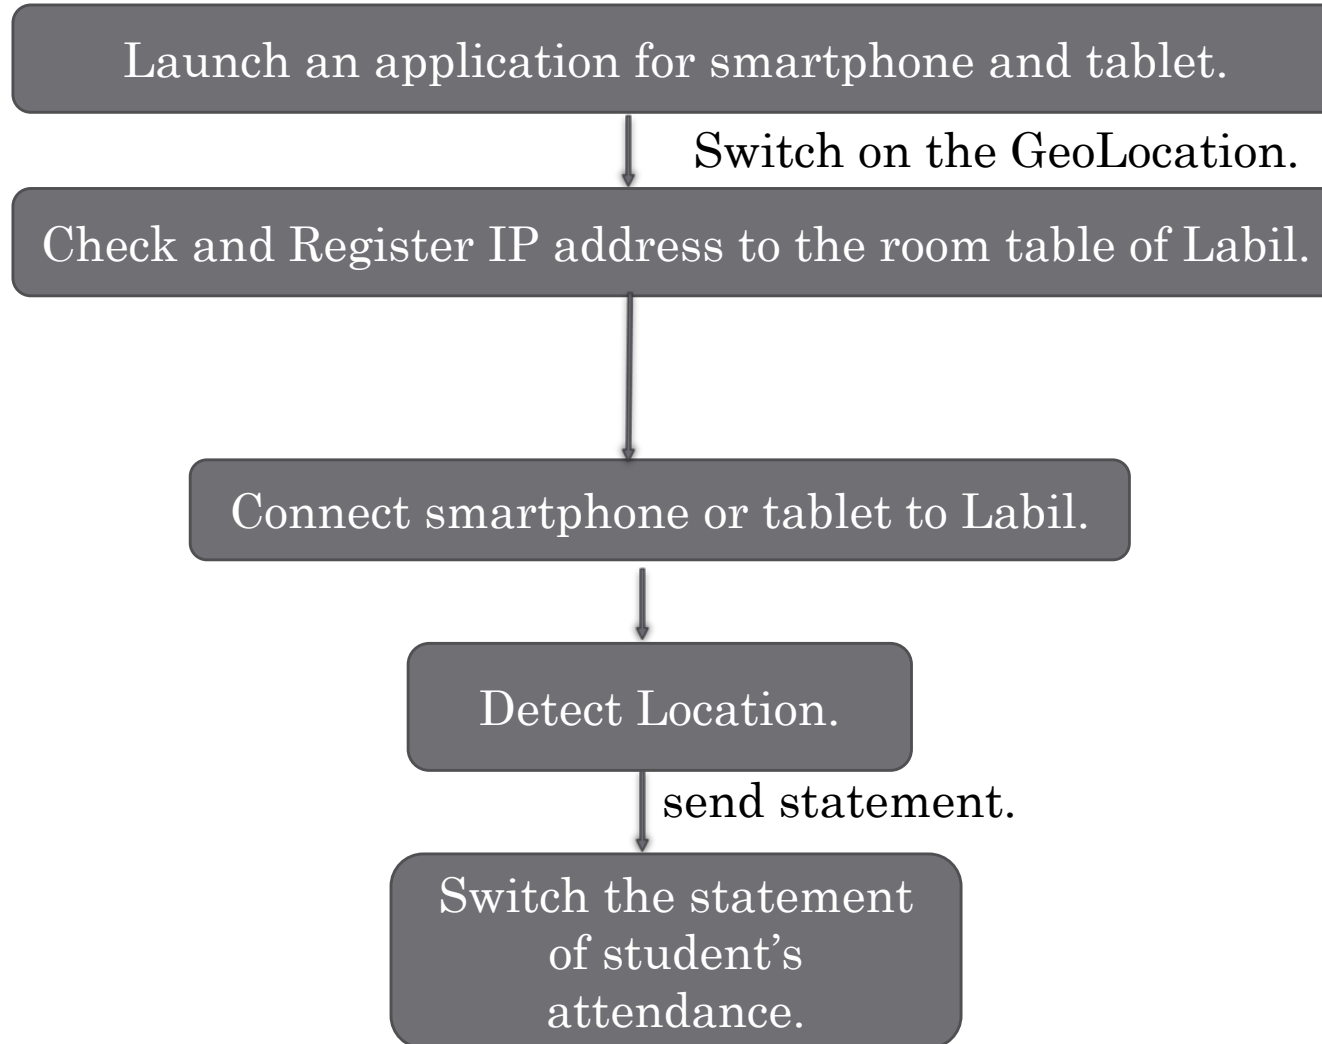 Launch an application for smartphone and tablet.
Switch on the GeoLocation.
Check and Register IP address to the room table of Labil.
Connect smartphone or tablet to Labil.
Detect Location.
send statement.
Switch the statement
of student’s
attendance.